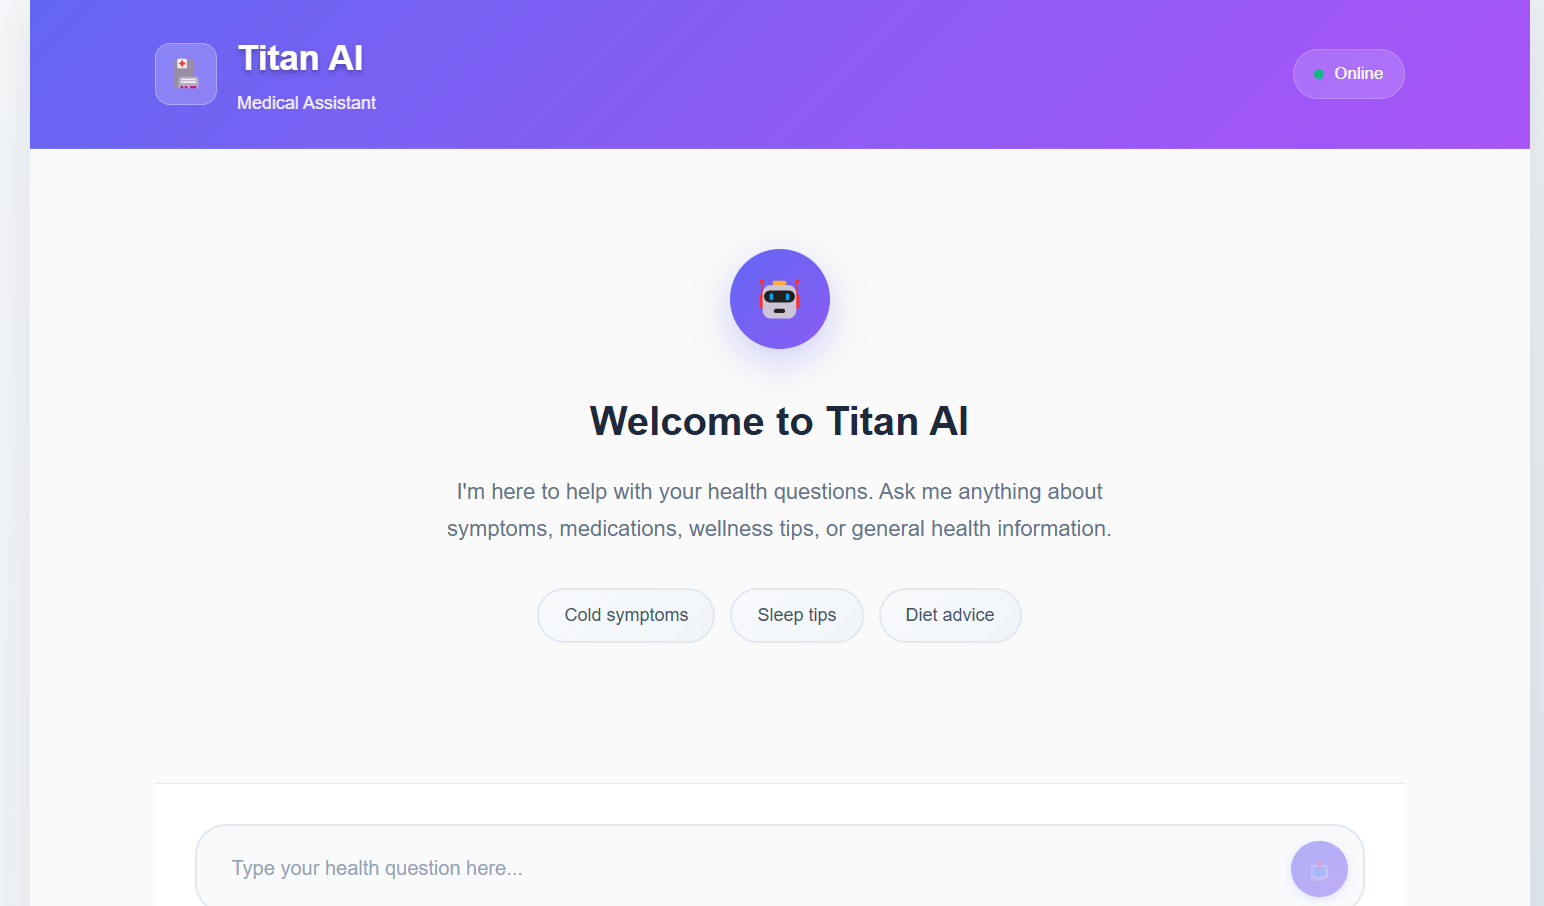 Titan AI
Medical Assistant
Online
Welcome to Titan AI
I'm here to help with your health questions. Ask me anything about
symptoms, medications, wellness tips, or general health information.
Cold symptoms
Sleep tips
Diet advice
Type your health question here...